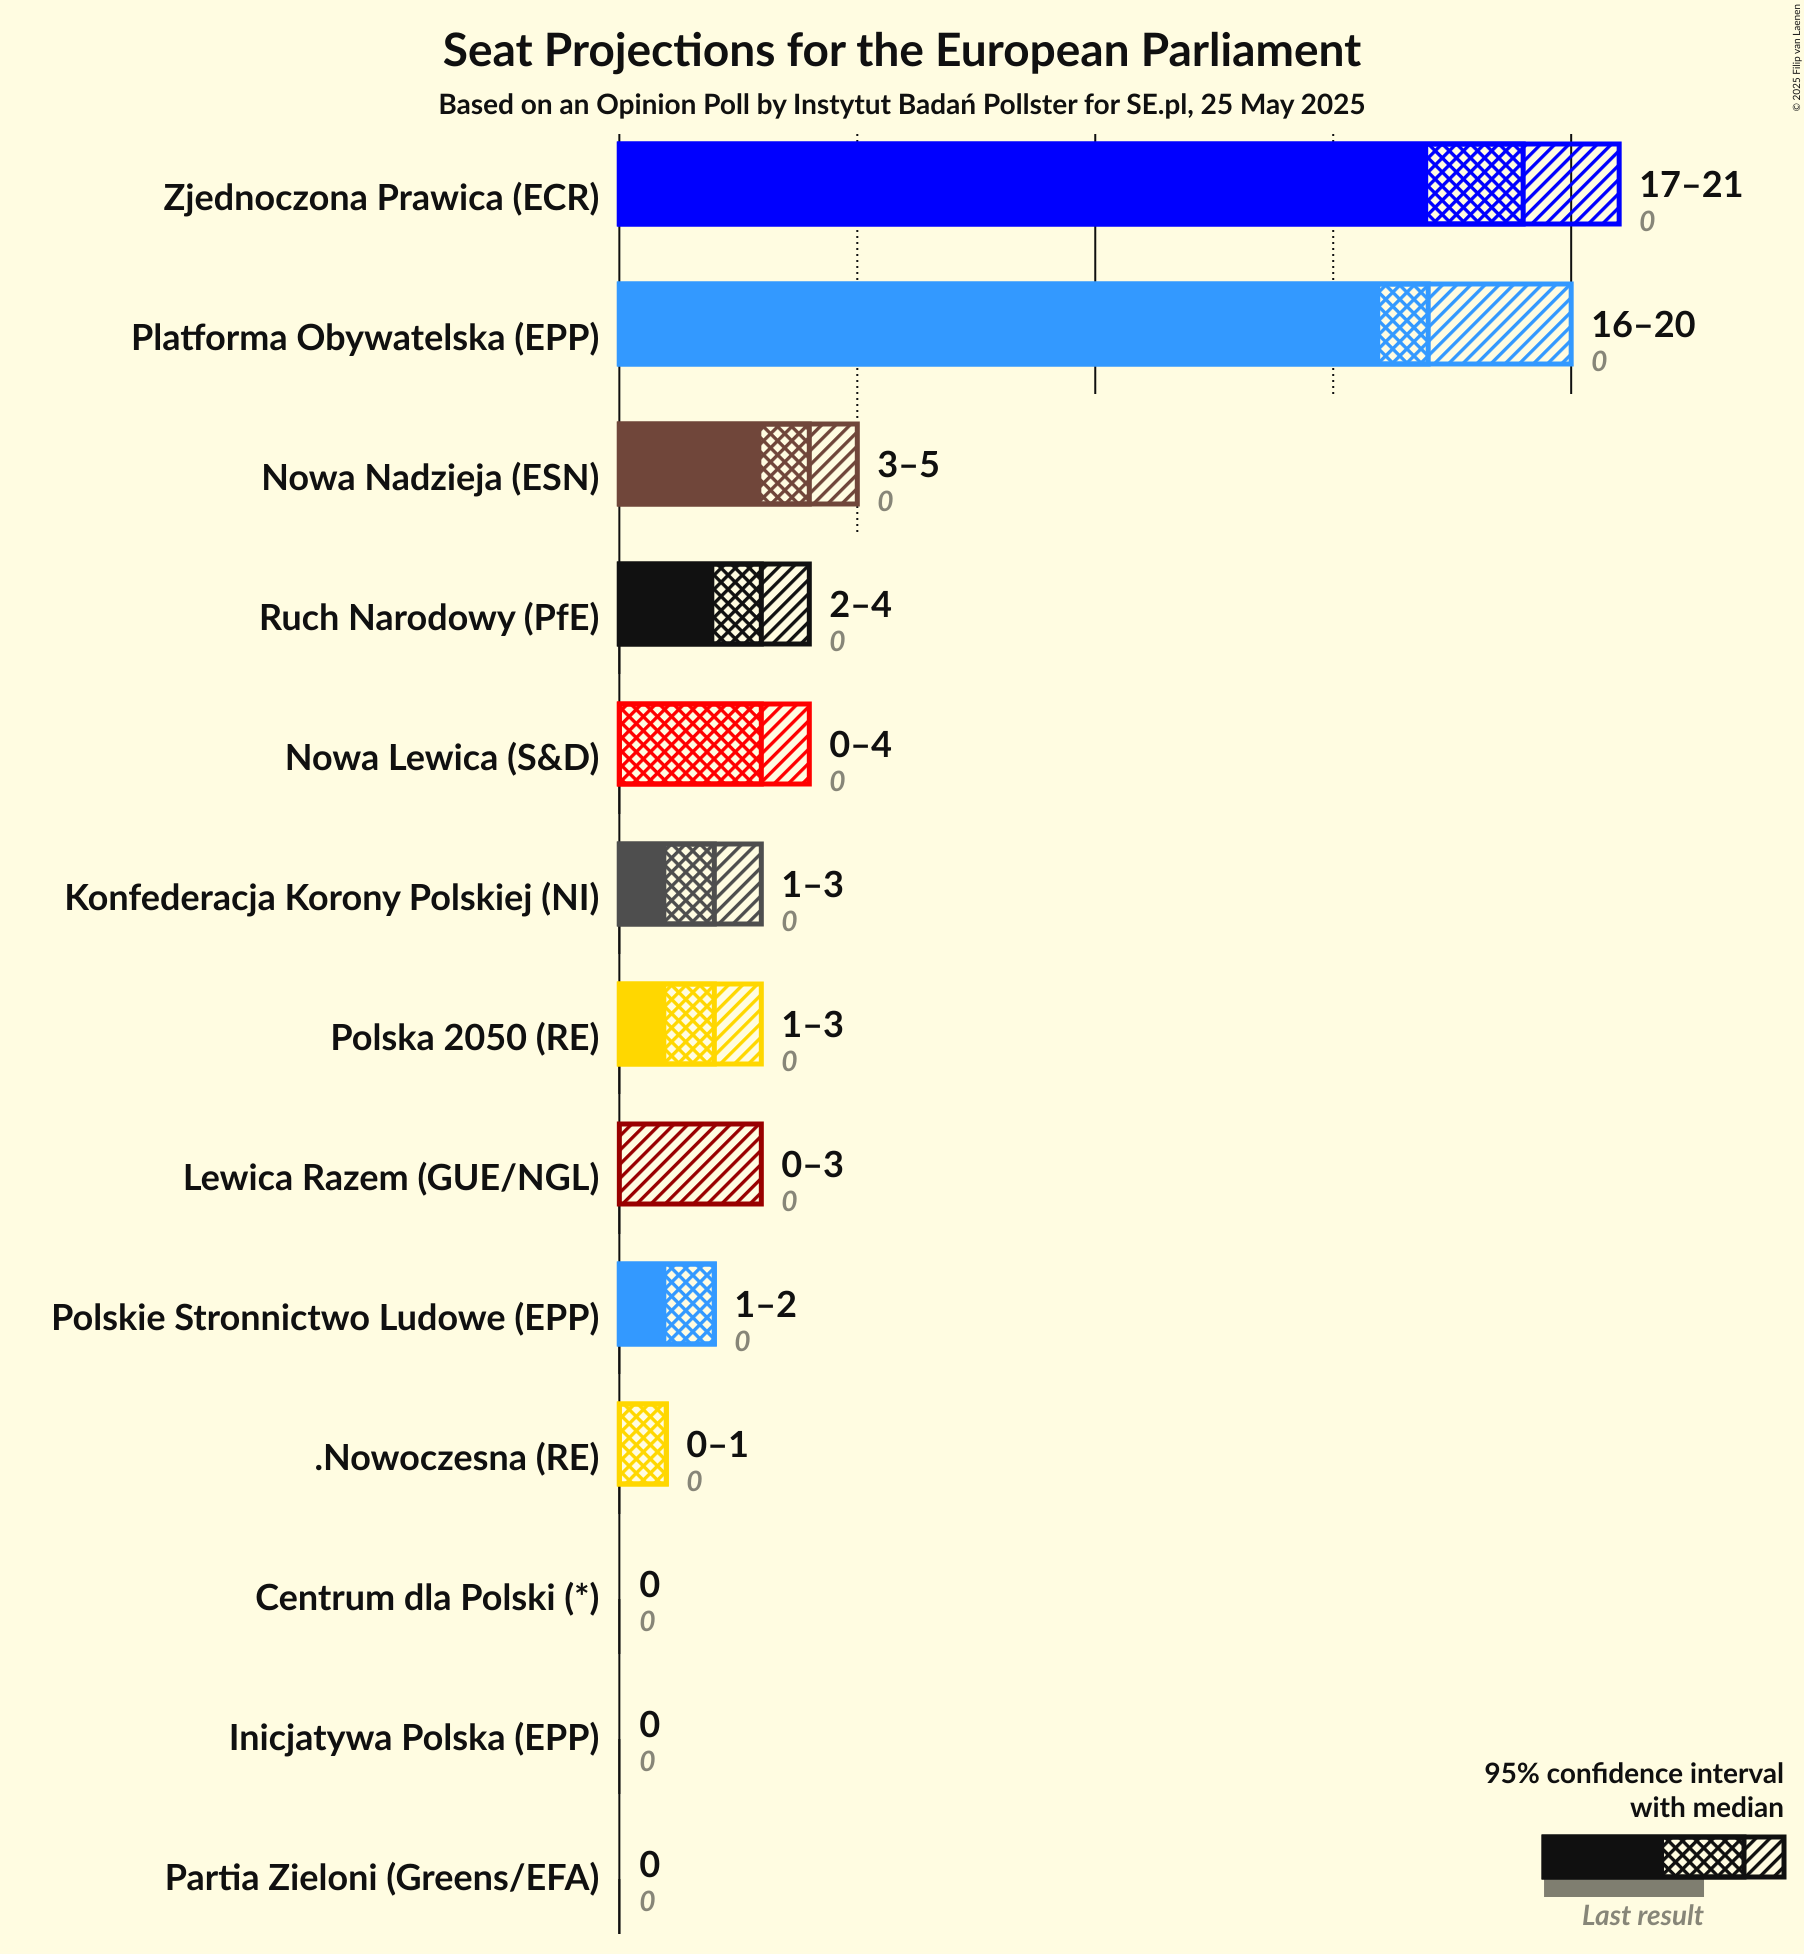 Seat Projections for the European Parliament
Based on an Opinion Poll by Instytut Badań Pollster for SE.pl, 25 May 2025
© 2025 Filip van Laenen
Zjednoczona Prawica (ECR)
17–21
0
Platforma Obywatelska (EPP)
16–20
0
Nowa Nadzieja (ESN)
3–5
0
Ruch Narodowy (PfE)
2–4
0
Nowa Lewica (S&D)
0–4
0
Konfederacja Korony Polskiej (NI)
1–3
0
Polska 2050 (RE)
1–3
0
Lewica Razem (GUE/NGL)
0–3
0
Polskie Stronnictwo Ludowe (EPP)
1–2
0
.Nowoczesna (RE)
0–1
0
Centrum dla Polski (*)
0
0
Inicjatywa Polska (EPP)
0
0
Partia Zieloni (Greens/EFA)
0
0
95% confidence interval
with median
Last result